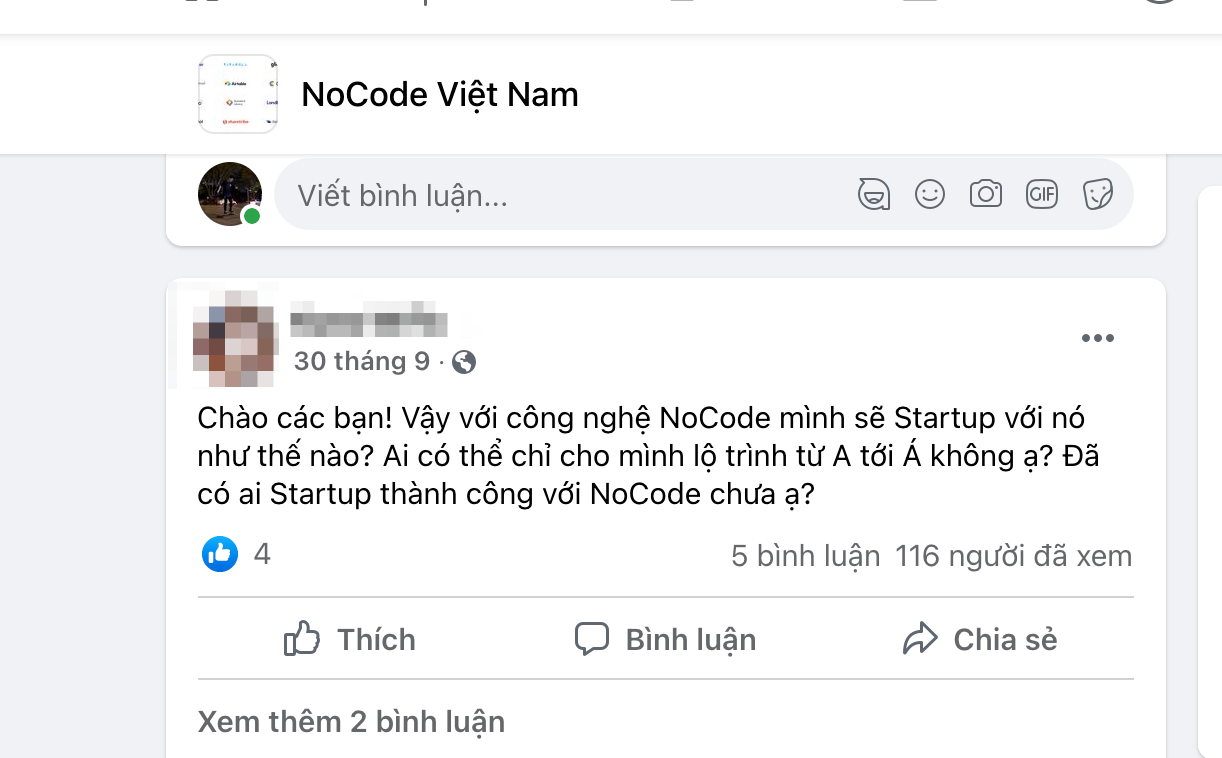 NoCode Việt Nam
Viết bình luận...
GIF
30 tháng 9 ·
Chào các bạn! Vậy với công nghệ NoCode mình sẽ Startup với nó
như thế nào? Ai có thể chỉ cho mình lộ trình từ A tới Á không ạ? Đã
có ai Startup thành công với NoCode chưa ạ?
4
5 bình luận 116 người đã xem
Thích
Bình luận
Chia sẻ
Xem thêm 2 bình luận